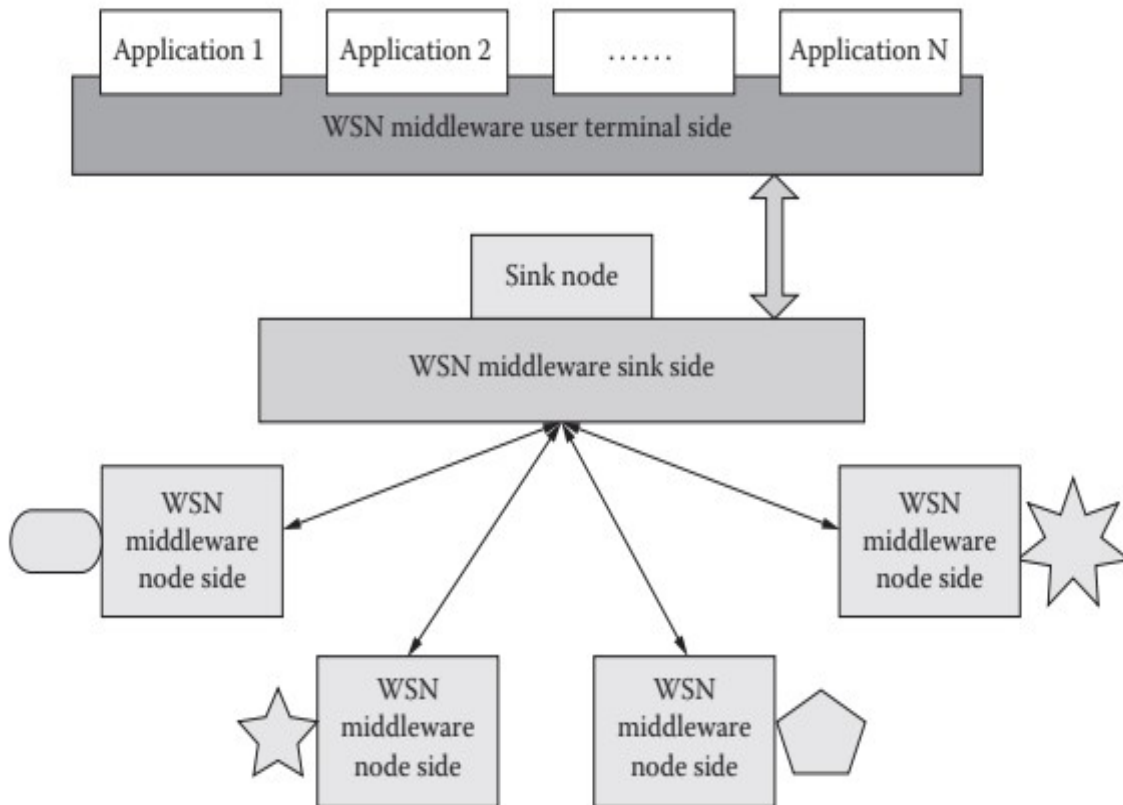 Application 1
Application 2
......
Application N
WSN middleware user terminal side
Sink node
WSN middleware sink side
WSN
middleware
node side
WSN
middleware
node side
WSN
middleware
node side
WSN
middleware
node side